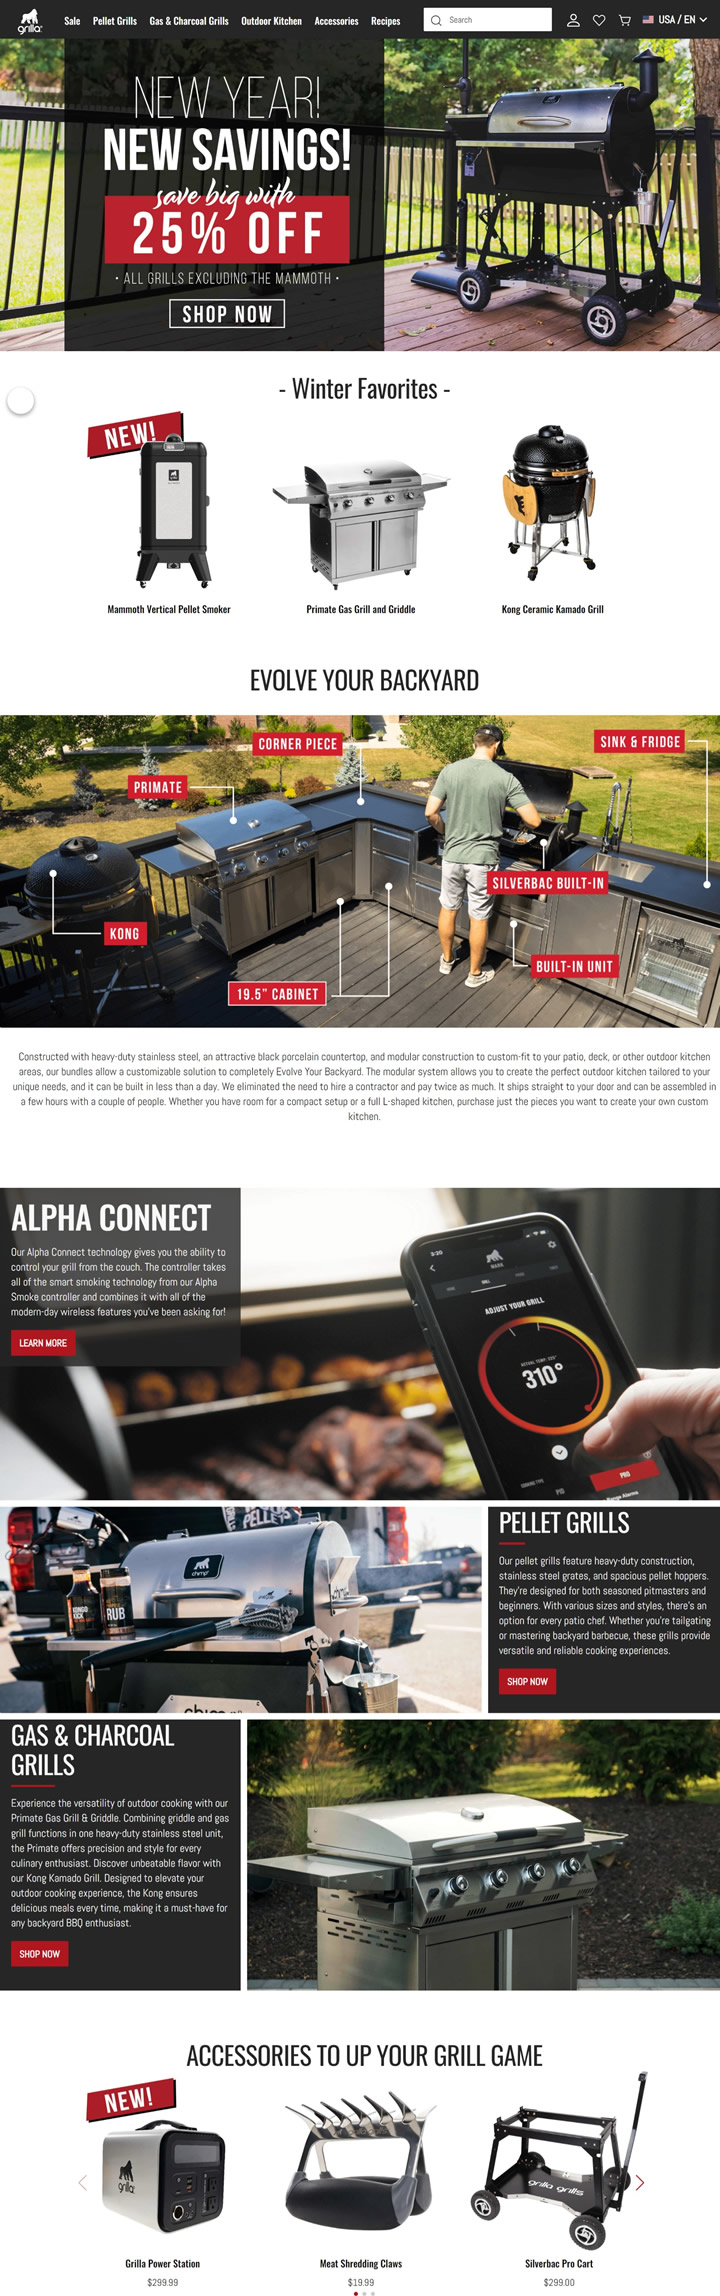 grilla
Sale
Pellet Grills
Gas & Charcoal Grills
Outdoor Kitchen
Accessories
Recipes
Search
USA / EN
NEW YEAR!
NEW SAVINGS!
save big with
25% OFF
• ALL GRILLS EXCLUDING THE MAMMOTH •
SHOP NOW
- Winter Favorites -
NEW!
Mammoth Vertical Pellet Smoker
Primate Gas Grill and Griddle
Kong Ceramic Kamado Grill
EVOLVE YOUR BACKYARD
CORNER PIECE
SINK & FRIDGE
PRIMATE
SILVERBAC BUILT-IN
KONG
BUILT-IN UNIT
19.5" CABINET
Constructed with heavy-duty stainless steel, an attractive black porcelain countertop, and modular construction to custom-fit to your patio, deck, or other outdoor kitchen
areas, our bundles allow a customizable solution to completely Evolve Your Backyard. The modular system allows you to create the perfect outdoor kitchen tailored to your
unique needs, and it can be built in less than a day. We eliminated the need to hire a contractor and pay twice as much. It ships straight to your door and can be assembled in
a few hours with a couple of people. Whether you have room for a compact setup or a full L-shaped kitchen, purchase just the pieces you want to create your own custom
kitchen.
ALPHA CONNECT
Our Alpha Connect technology gives you the ability to
control your grill from the couch. The controller takes
all of the smart smoking technology from our Alpha
Smoke controller and combines it with all of the
modern-day wireless features you've been asking for!
LEARN MORE
3:20
MARK
ADJUST YOUR GRILL
310°
PRO
PID
Range Alarms
PELLET GRILLS
Our pellet grills feature heavy-duty construction,
stainless steel grates, and spacious pellet hoppers.
They're designed for both seasoned pitmasters and
beginners. With various sizes and styles, there's an
option for every patio chef. Whether you're tailgating
or mastering backyard barbecue, these grills provide
versatile and reliable cooking experiences.
SHOP NOW
PELLETS
chimp
RUB
GAS & CHARCOAL
GRILLS
Experience the versatility of outdoor cooking with our
Primate Gas Grill & Griddle. Combining griddle and gas
grill functions in one heavy-duty stainless steel unit,
the Primate offers precision and style for every
culinary enthusiast. Discover unbeatable flavor with
our Kong Kamado Grill. Designed to elevate your
outdoor cooking experience, the Kong ensures
delicious meals every time, making it a must-have for
any backyard BBQ enthusiast.
SHOP NOW
ACCESSORIES TO UP YOUR GRILL GAME
NEW!
grilla
grilla grills
Grilla Power Station
Meat Shredding Claws
Silverbac Pro Cart
$299.99
$19.99
$299.00